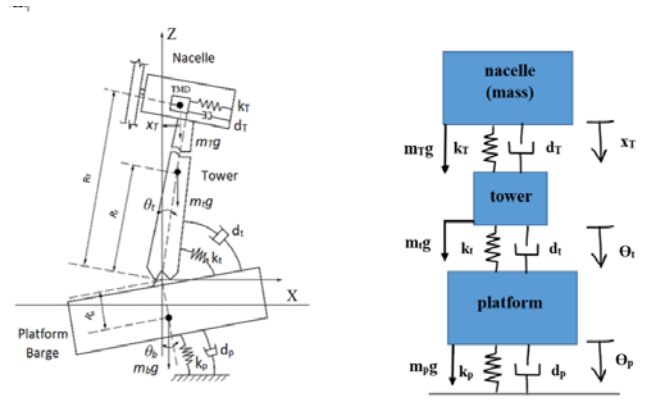 Z
Nacelle
TMD
kT
dT
xT
mTg
Tower
Rt
Rt
θt
mtg
dt
kt
X
Rp
Platform
Barge
θb
mbg
kp
dp
nacelle
(mass)
mTg
kT
dT
xT
tower
mtg
kt
dt
Θt
platform
mpg
kp
dp
Θp